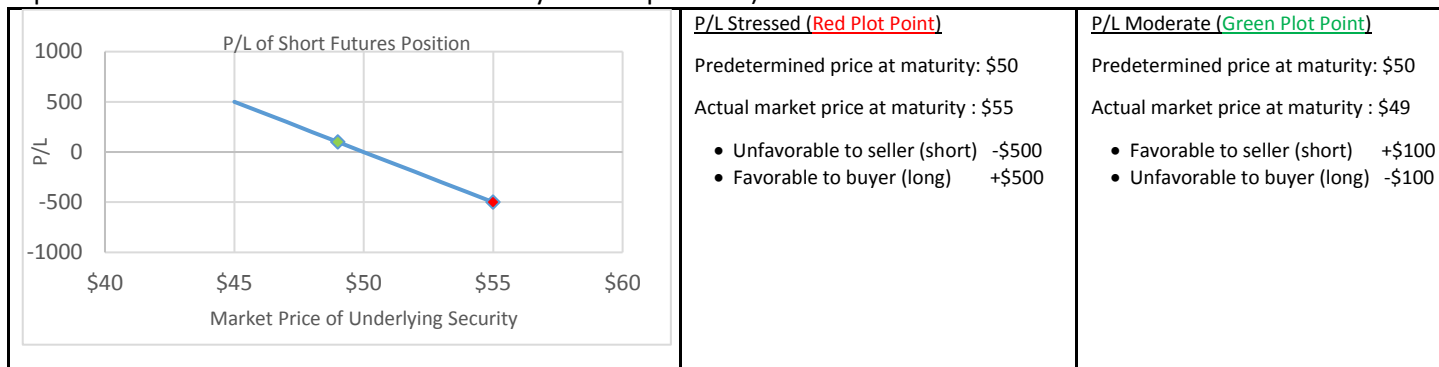 P/L of Short Futures Position
1000
500
0
-500
-1000
P/L
$40 $45 $50 $55 $60
Market Price of Underlying Security
P/L Stressed (Red Plot Point)
Predetermined price at maturity: $50
Actual market price at maturity : $55
• Unfavorable to seller (short) -$500
• Favorable to buyer (long) +$500
P/L Moderate (Green Plot Point)
Predetermined price at maturity: $50
Actual market price at maturity : $49
• Favorable to seller (short) +$100
• Unfavorable to buyer (long) -$100